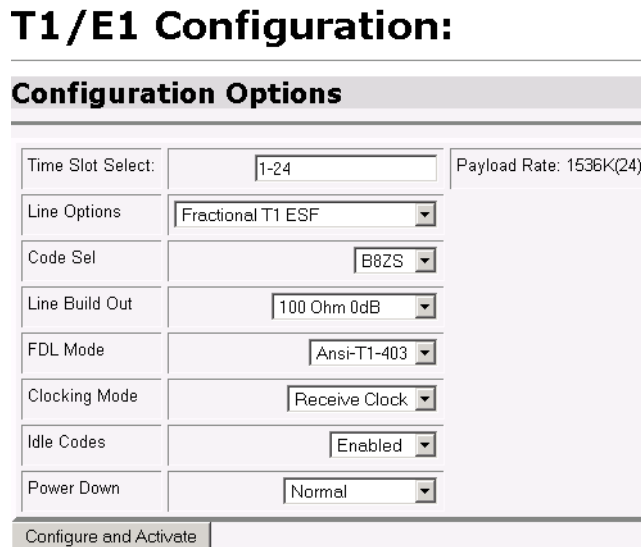 T1/E1 Configuration:
Configuration Options
Time Slot Select: 1-24 Payload Rate: 1536K(24)
Line Options Fractional T1 ESF
Code Sel B8ZS
Line Build Out 100 Ohm 0dB
FDL Mode Ansi-T1-403
Clocking Mode Receive Clock
Idle Codes Enabled
Power Down Normal
Configure and Activate